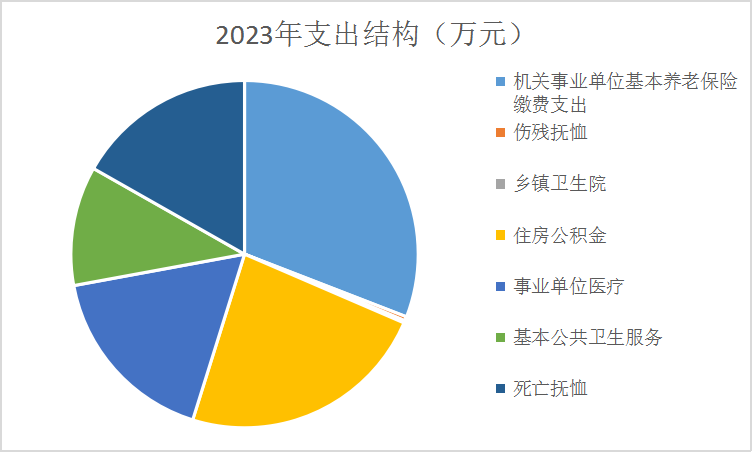 2023年支出结构（万元）
机关事业单位基本养老保险
缴费支出
伤残抚恤
乡镇卫生院
住房公积金
事业单位医疗
基本公共卫生服务
死亡抚恤